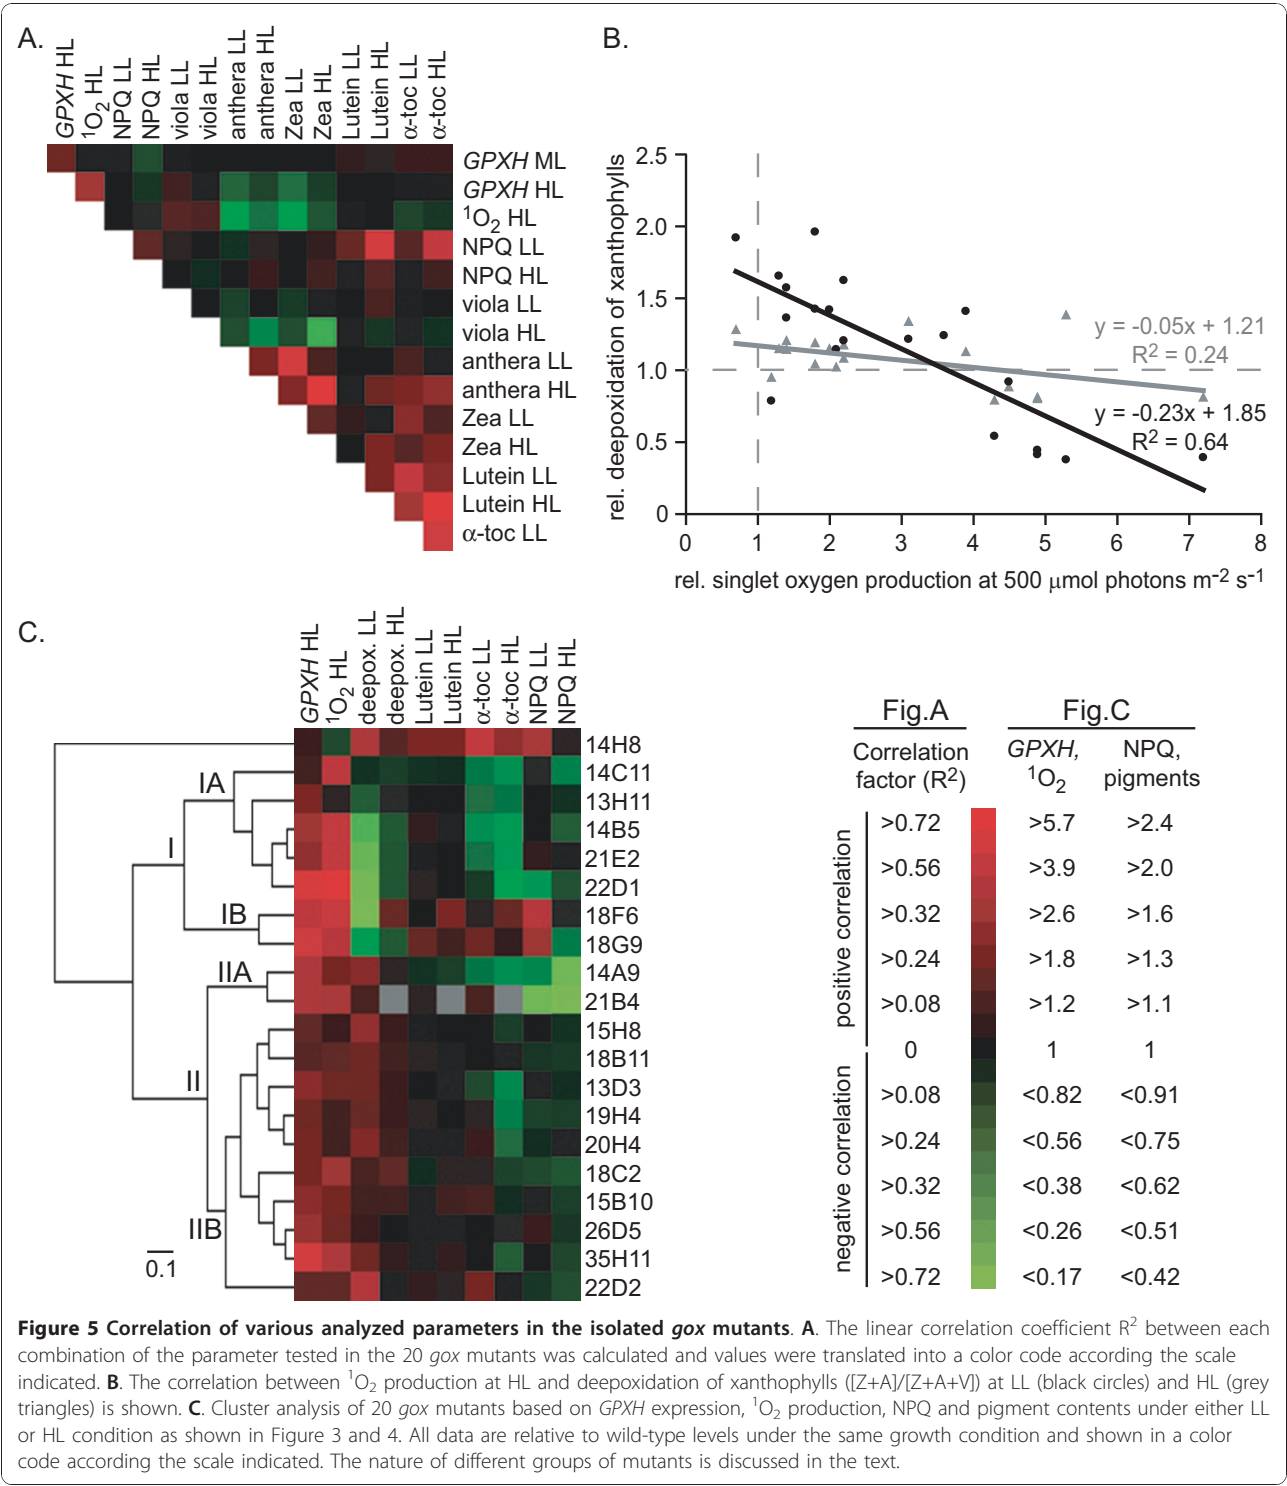 A.
GPXH HL
¹O₂ HL
NPQ LL
NPQ HL
viola LL
viola HL
anthera LL
anthera HL
Zea LL
Zea HL
Lutein LL
Lutein HL
α-toc LL
α-toc HL
GPXH ML
GPXH HL
¹O₂ HL
NPQ LL
NPQ HL
viola LL
viola HL
anthera LL
anthera HL
Zea LL
Zea HL
Lutein LL
Lutein HL
α-toc LL
B.
rel. deepoxidation of xanthophylls
2.5
2.0
1.5
1.0
0.5
0
y = -0.05x + 1.21
R² = 0.24
y = -0.23x + 1.85
R² = 0.64
0 1 2 3 4 5 6 7 8
rel. singlet oxygen production at 500 μmol photons m⁻² s⁻¹
C.
GPXH HL
¹O₂ HL
deepox. LL
deepox. HL
Lutein LL
Lutein HL
α-toc LL
α-toc HL
NPQ LL
NPQ HL
IA
I
IB
IIA
II
IIB
0.1
14H8
14C11
13H11
14B5
21E2
22D1
18F6
18G9
14A9
21B4
15H8
18B11
13D3
19H4
20H4
18C2
15B10
26D5
35H11
22D2
Fig.A Fig.C
Correlation GPXH, NPQ,
factor (R²) ¹O₂ pigments
positive correlation
>0.72 >5.7 >2.4
>0.56 >3.9 >2.0
>0.32 >2.6 >1.6
>0.24 >1.8 >1.3
>0.08 >1.2 >1.1
0 1 1
negative correlation
>0.08 <0.82 <0.91
>0.24 <0.56 <0.75
>0.32 <0.38 <0.62
>0.56 <0.26 <0.51
>0.72 <0.17 <0.42
Figure 5 Correlation of various analyzed parameters in the isolated gox mutants. A. The linear correlation coefficient R² between each
combination of the parameter tested in the 20 gox mutants was calculated and values were translated into a color code according the scale
indicated. B. The correlation between ¹O₂ production at HL and deepoxidation of xanthophylls ([Z+A]/[Z+A+V]) at LL (black circles) and HL (grey
triangles) is shown. C. Cluster analysis of 20 gox mutants based on GPXH expression, ¹O₂ production, NPQ and pigment contents under either LL
or HL condition as shown in Figure 3 and 4. All data are relative to wild-type levels under the same growth condition and shown in a color
code according the scale indicated. The nature of different groups of mutants is discussed in the text.